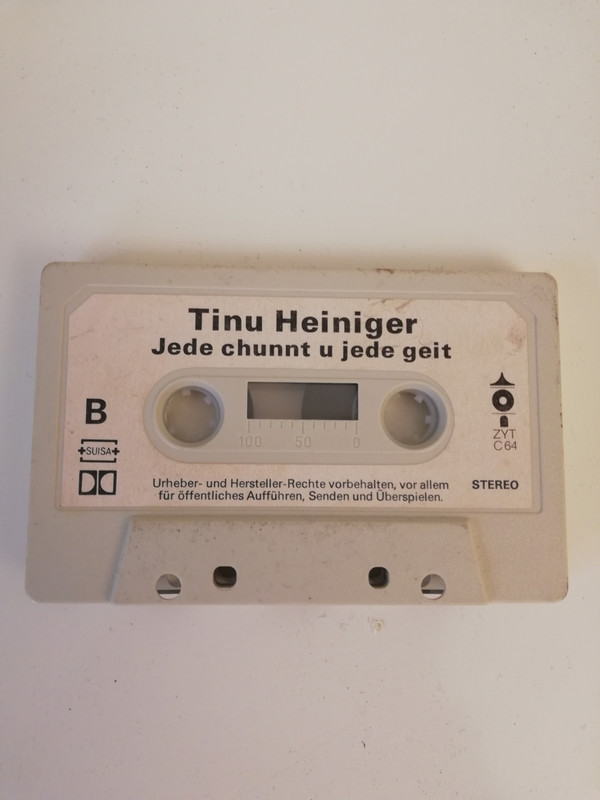 Tinu Heiniger
Jede chunnt u jede geit
B
SUISA
100 50 0
ZYT
C 64
Urheber- und Hersteller-Rechte vorbehalten, vor allem
für öffentliches Aufführen, Senden und Überspielen.
STEREO